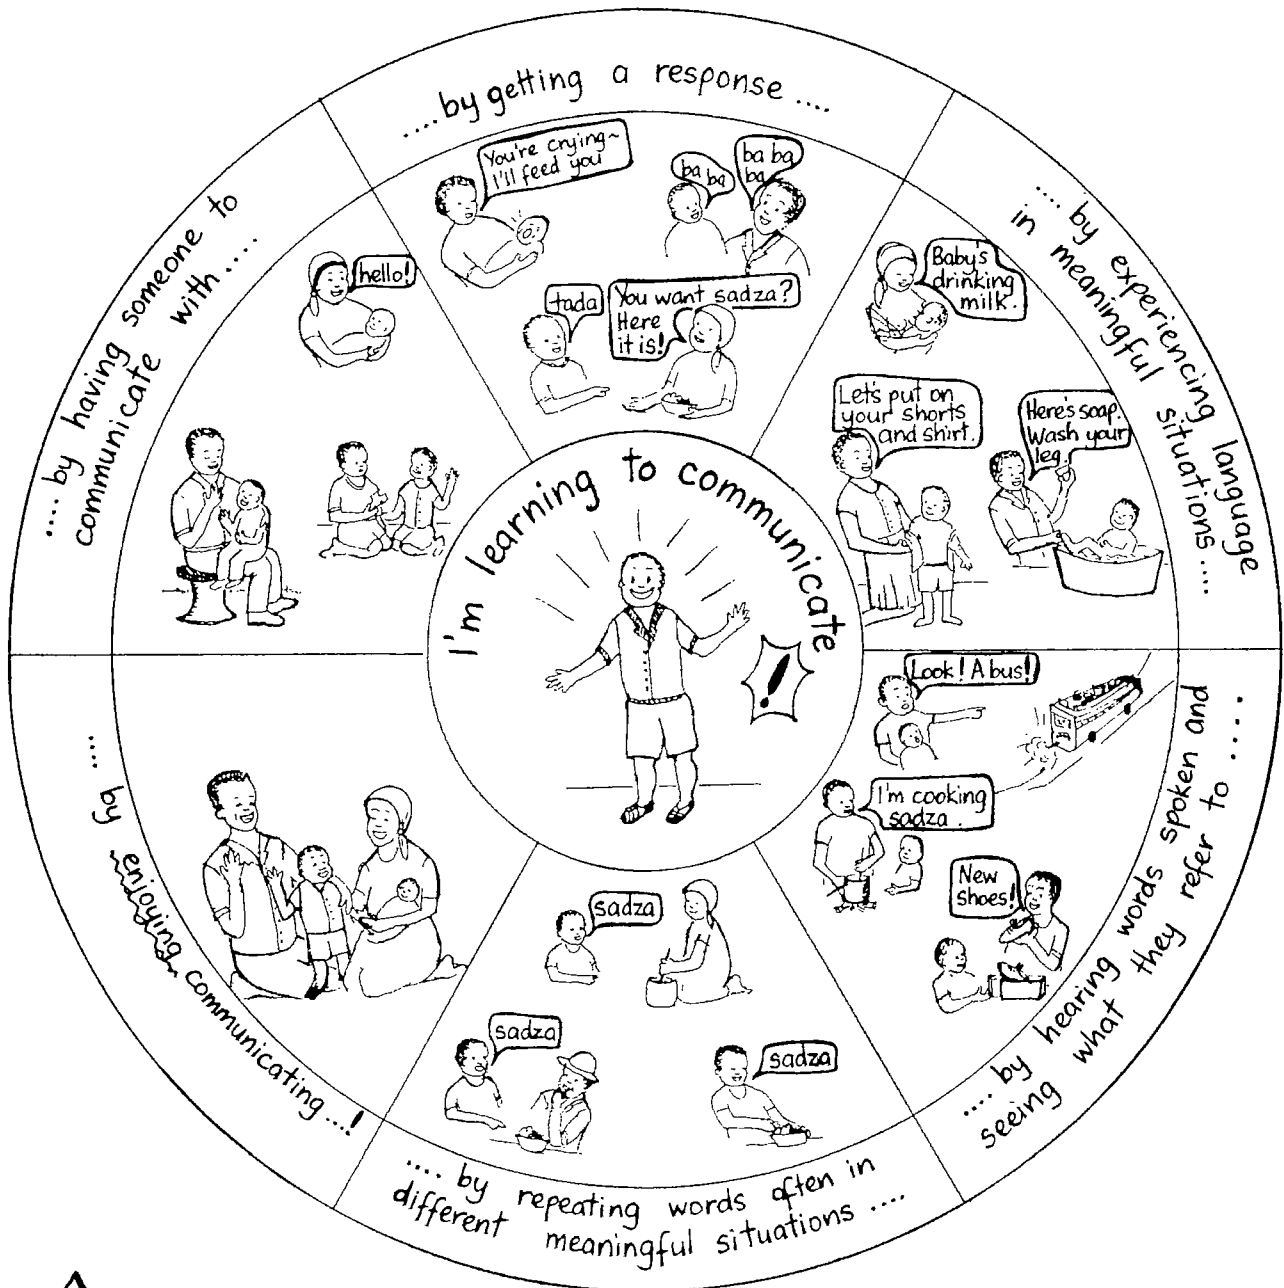 I'm learning to communicate
!
....by getting a response ....
You're crying~
I'll feed you
ba
ba
ba ba
ba
tada
You want sadza?
Here
it is!
.... by experiencing language
in meaningful situations ....
Baby's
drinking
milk.
Let's put on
your shorts
and shirt.
Here's soap.
Wash your
leg
.... by hearing words spoken and
seeing what they refer to .....
Look! A bus!
I'm cooking
sadza.
New
shoes!
.... by repeating words often in
different meaningful situations ....
sadza
sadza
sadza
.... by enjoying communicating ....!
.... by having someone to
communicate with .....
hello!